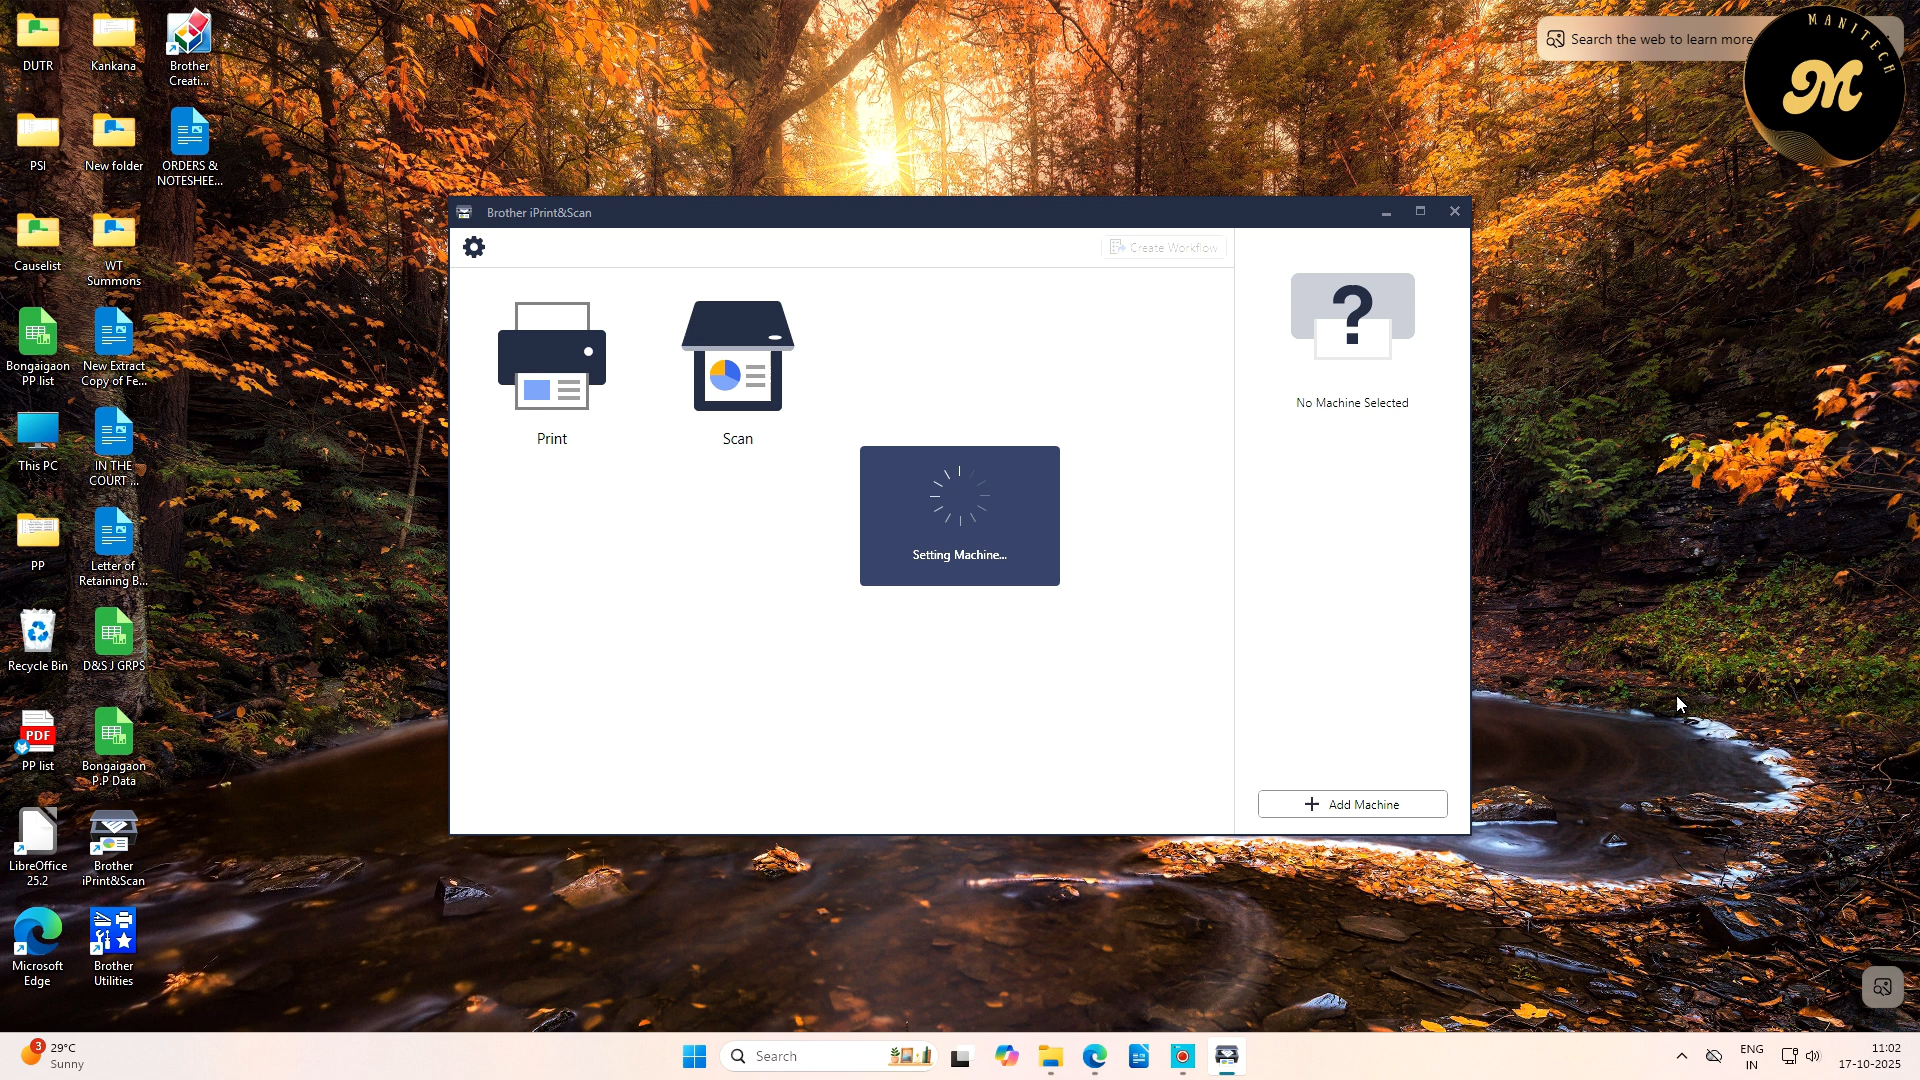 DUTR
Kankana
Brother
Creati...
PSI
New folder
ORDERS &
NOTESHEE...
Causelist
WT
Summons
Bongaigaon
PP list
New Extract
Copy of Fe...
This PC
IN THE
COURT ...
PP
Letter of
Retaining B...
Recycle Bin
D&S J GRPS
PDF
PP list
Bongaigaon
P.P Data
LibreOffice
25.2
Brother
iPrint&Scan
Microsoft
Edge
Brother
Utilities
Search the web to learn more
MANITECH
M
Brother iPrint&Scan
Create Workflow
Print
Scan
?
No Machine Selected
Setting Machine...
Add Machine
3
29°C
Sunny
Search
ENG
IN
11:02
17-10-2025